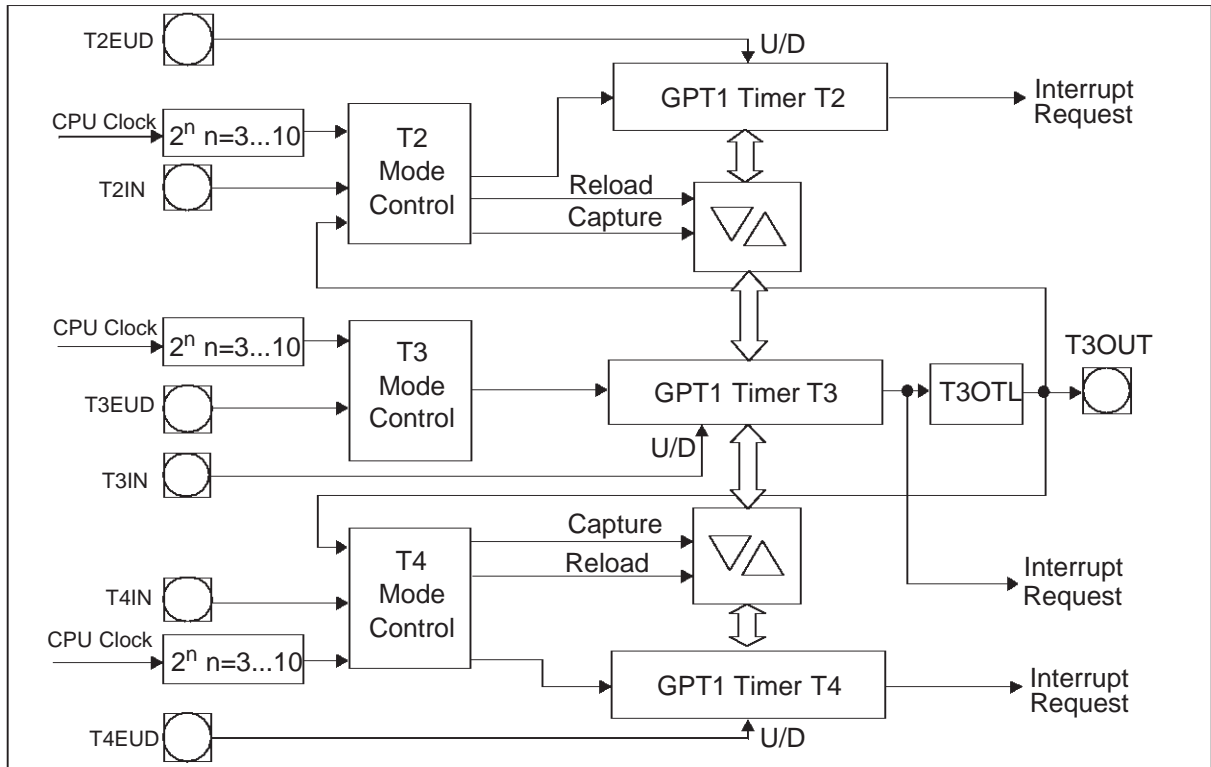 T2EUD
U/D
GPT1 Timer T2
Interrupt
Request
CPU Clock
2ⁿ n=3...10
T2
Mode
Control
T2IN
Reload
Capture
CPU Clock
2ⁿ n=3...10
T3
Mode
Control
T3OUT
GPT1 Timer T3
T3OTL
T3EUD
U/D
T3IN
Capture
T4
Mode
Control
Reload
Interrupt
Request
T4IN
CPU Clock
2ⁿ n=3...10
GPT1 Timer T4
Interrupt
Request
T4EUD
U/D